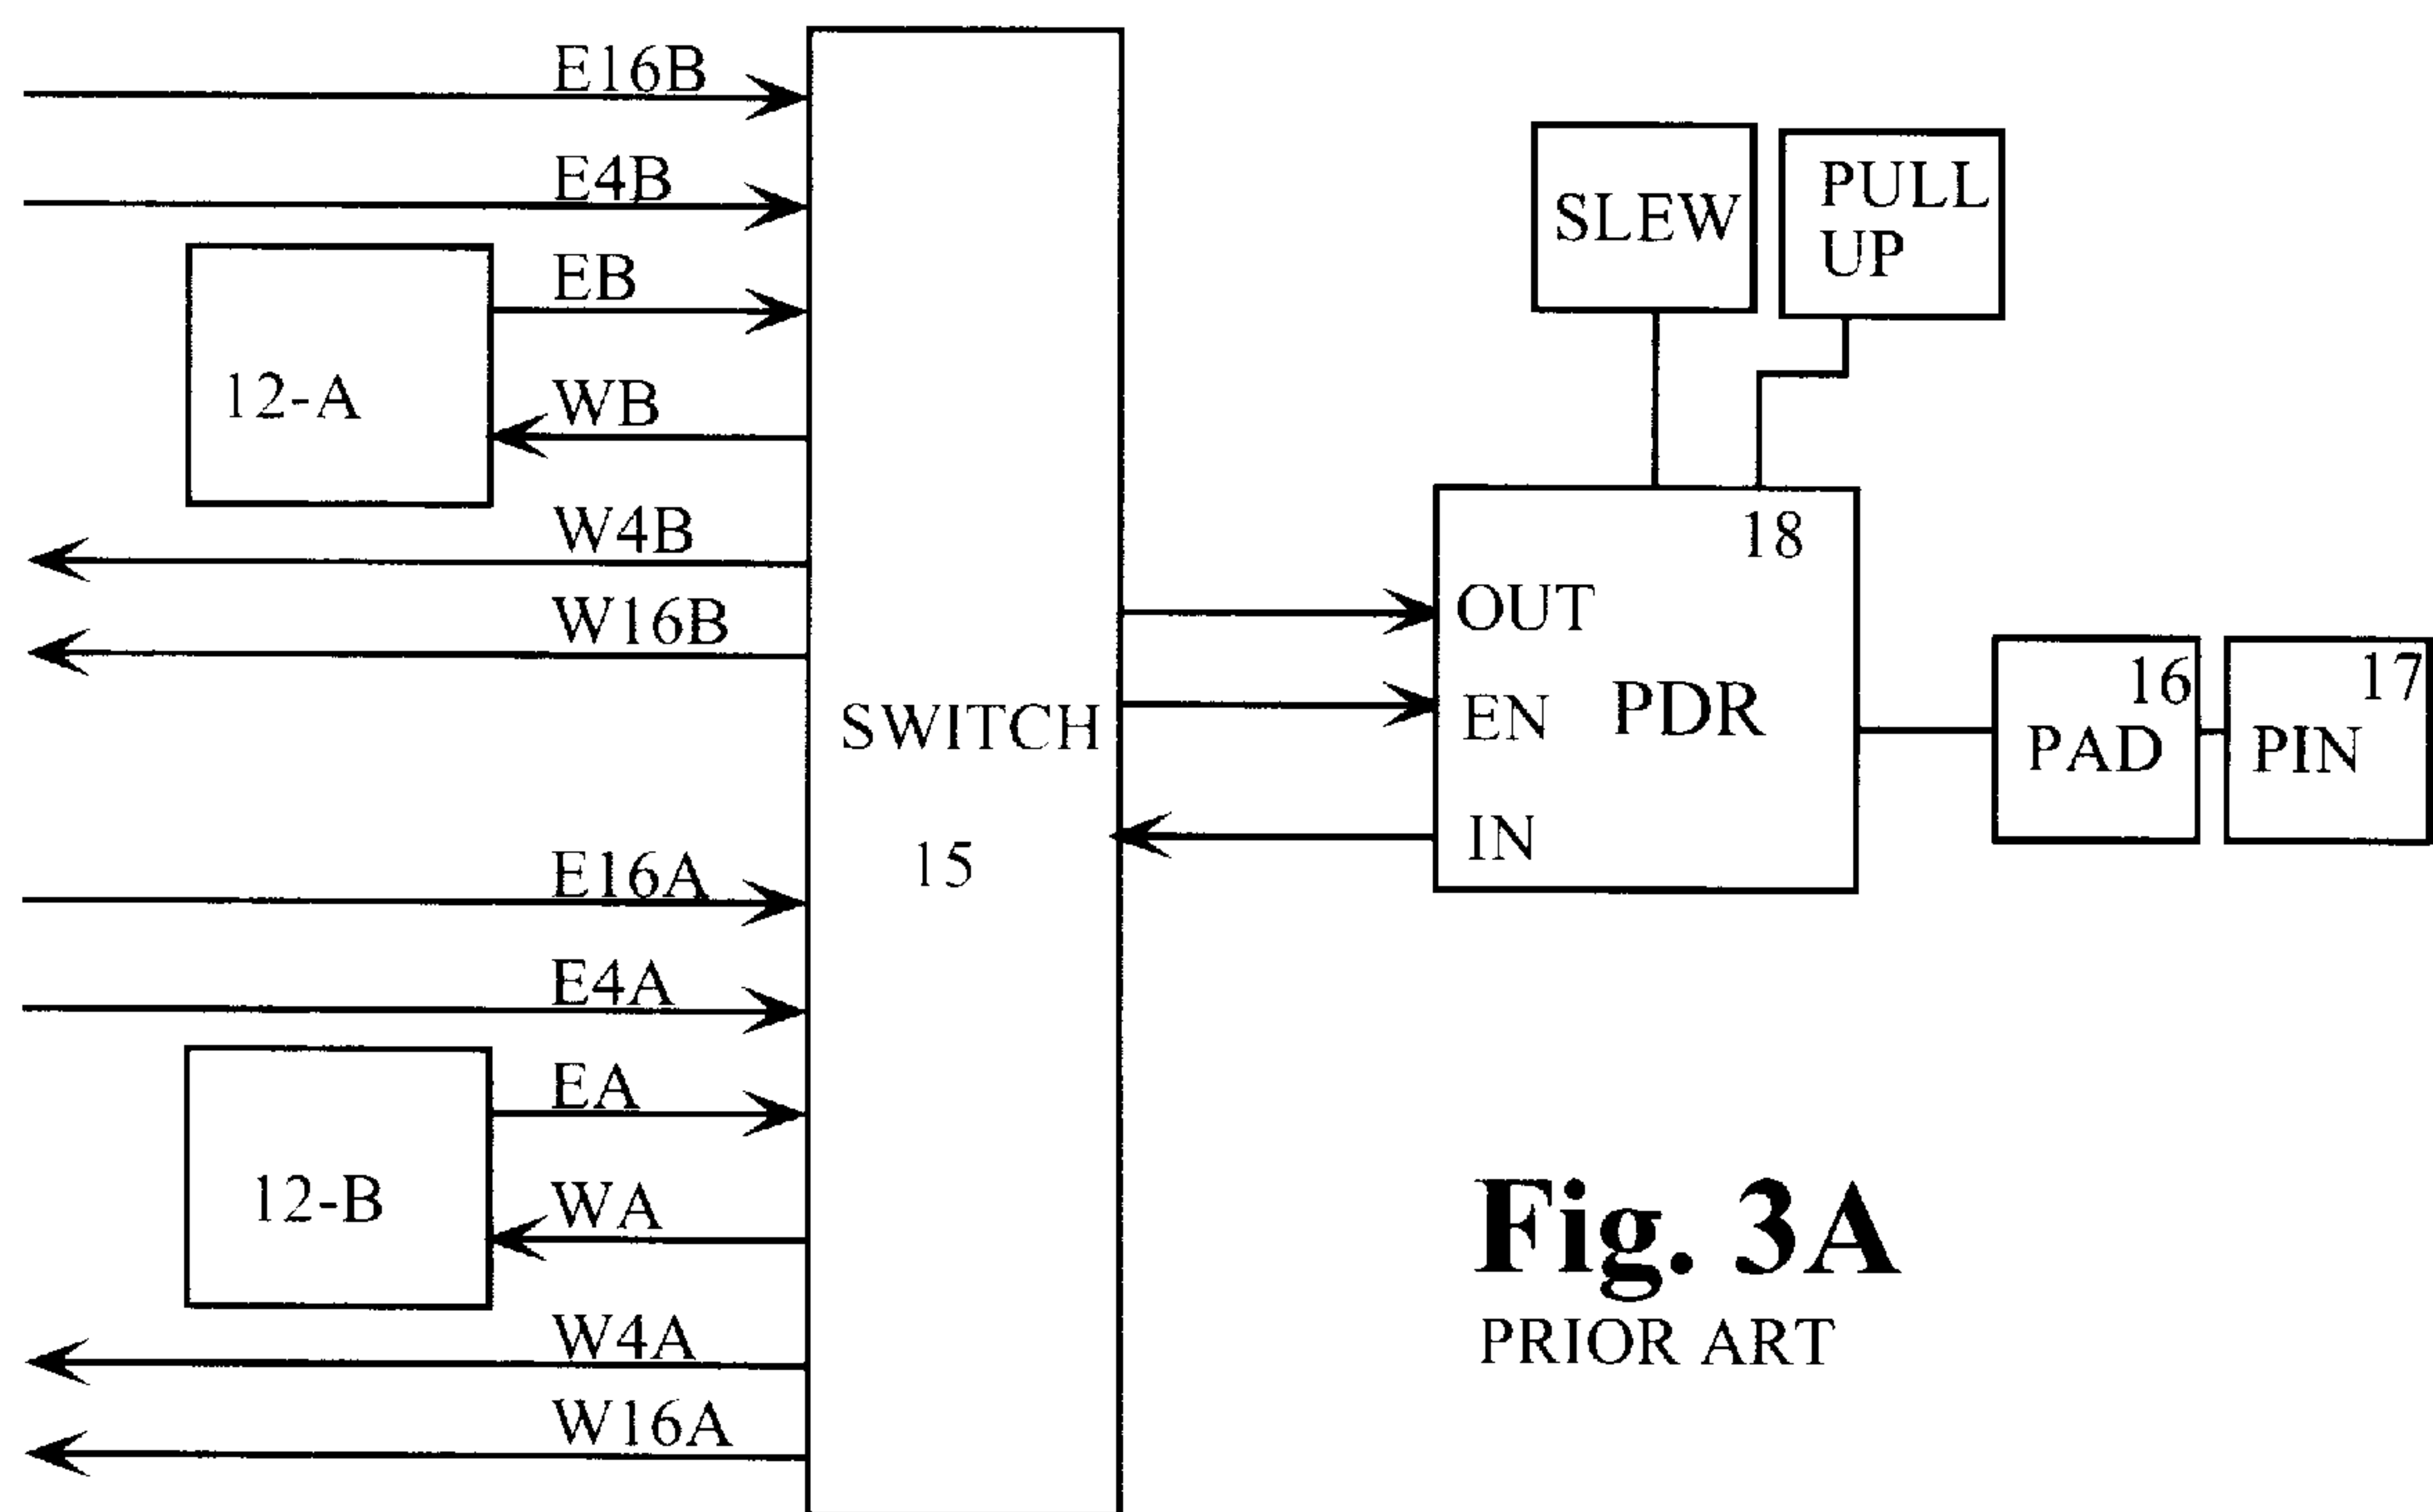 E16B
E4B
EB
12-A
WB
W4B
W16B
SWITCH
15
E16A
E4A
EA
12-B
WA
W4A
W16A
SLEW
PULL
UP
18
OUT
EN
PDR
IN
16
PAD
17
PIN
Fig. 3A
PRIOR ART